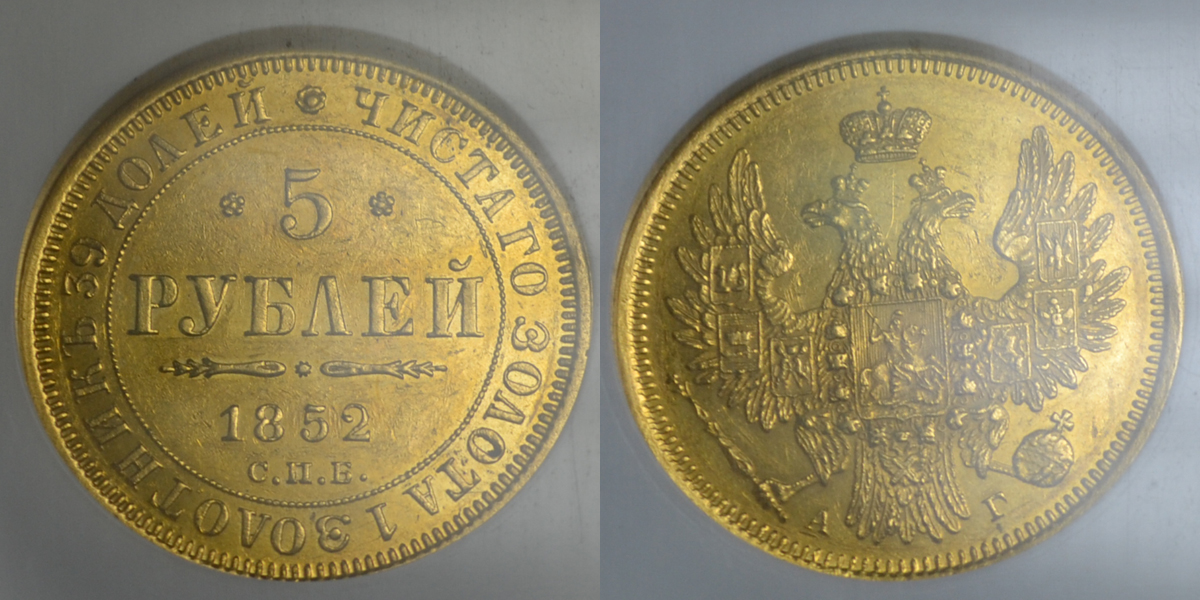 ЧИСТАГО ЗОЛОТА 1 ЗОЛОТНИКЪ 39 ДОЛЕЙ
5
РУБЛЕЙ
1852
С.П.Б.
А Г